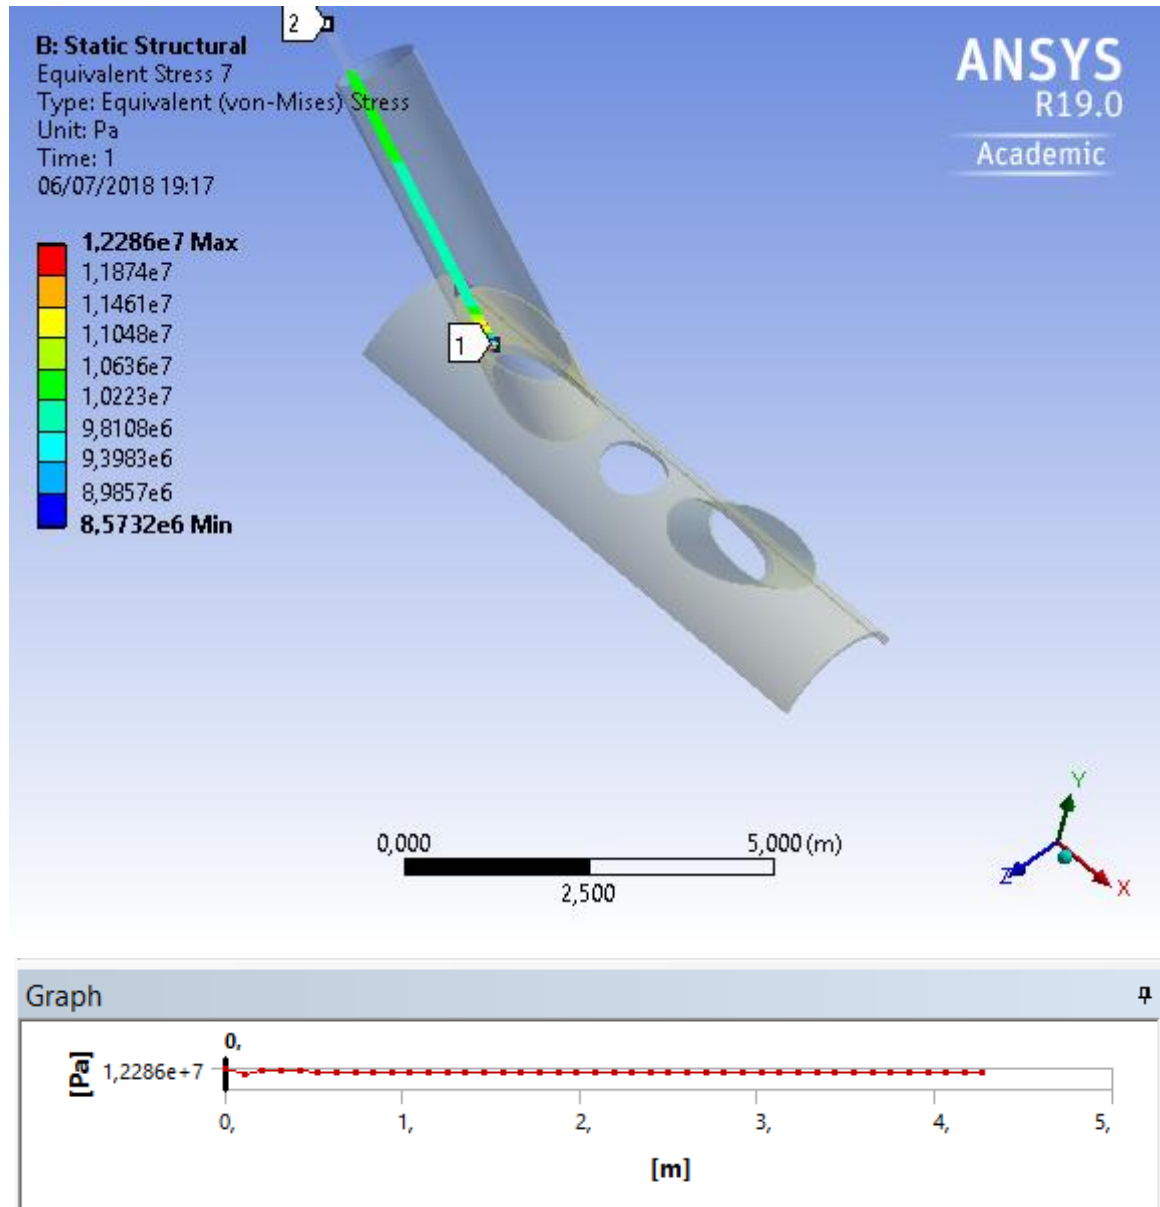 2
B: Static Structural
Equivalent Stress 7
Type: Equivalent (von-Mises) Stress
Unit: Pa
Time: 1
06/07/2018 19:17
ANSYS
R19.0
Academic
1,2286e7 Max
1,1874e7
1,1461e7
1,1048e7
1,0636e7
1,0223e7
9,8108e6
9,3983e6
8,9857e6
8,5732e6 Min
1
0,000
5,000 (m)
2,500
Y
Z
X
Graph
0,
[Pa]
1,2286e+7
0,
1,
2,
3,
4,
5,
[m]